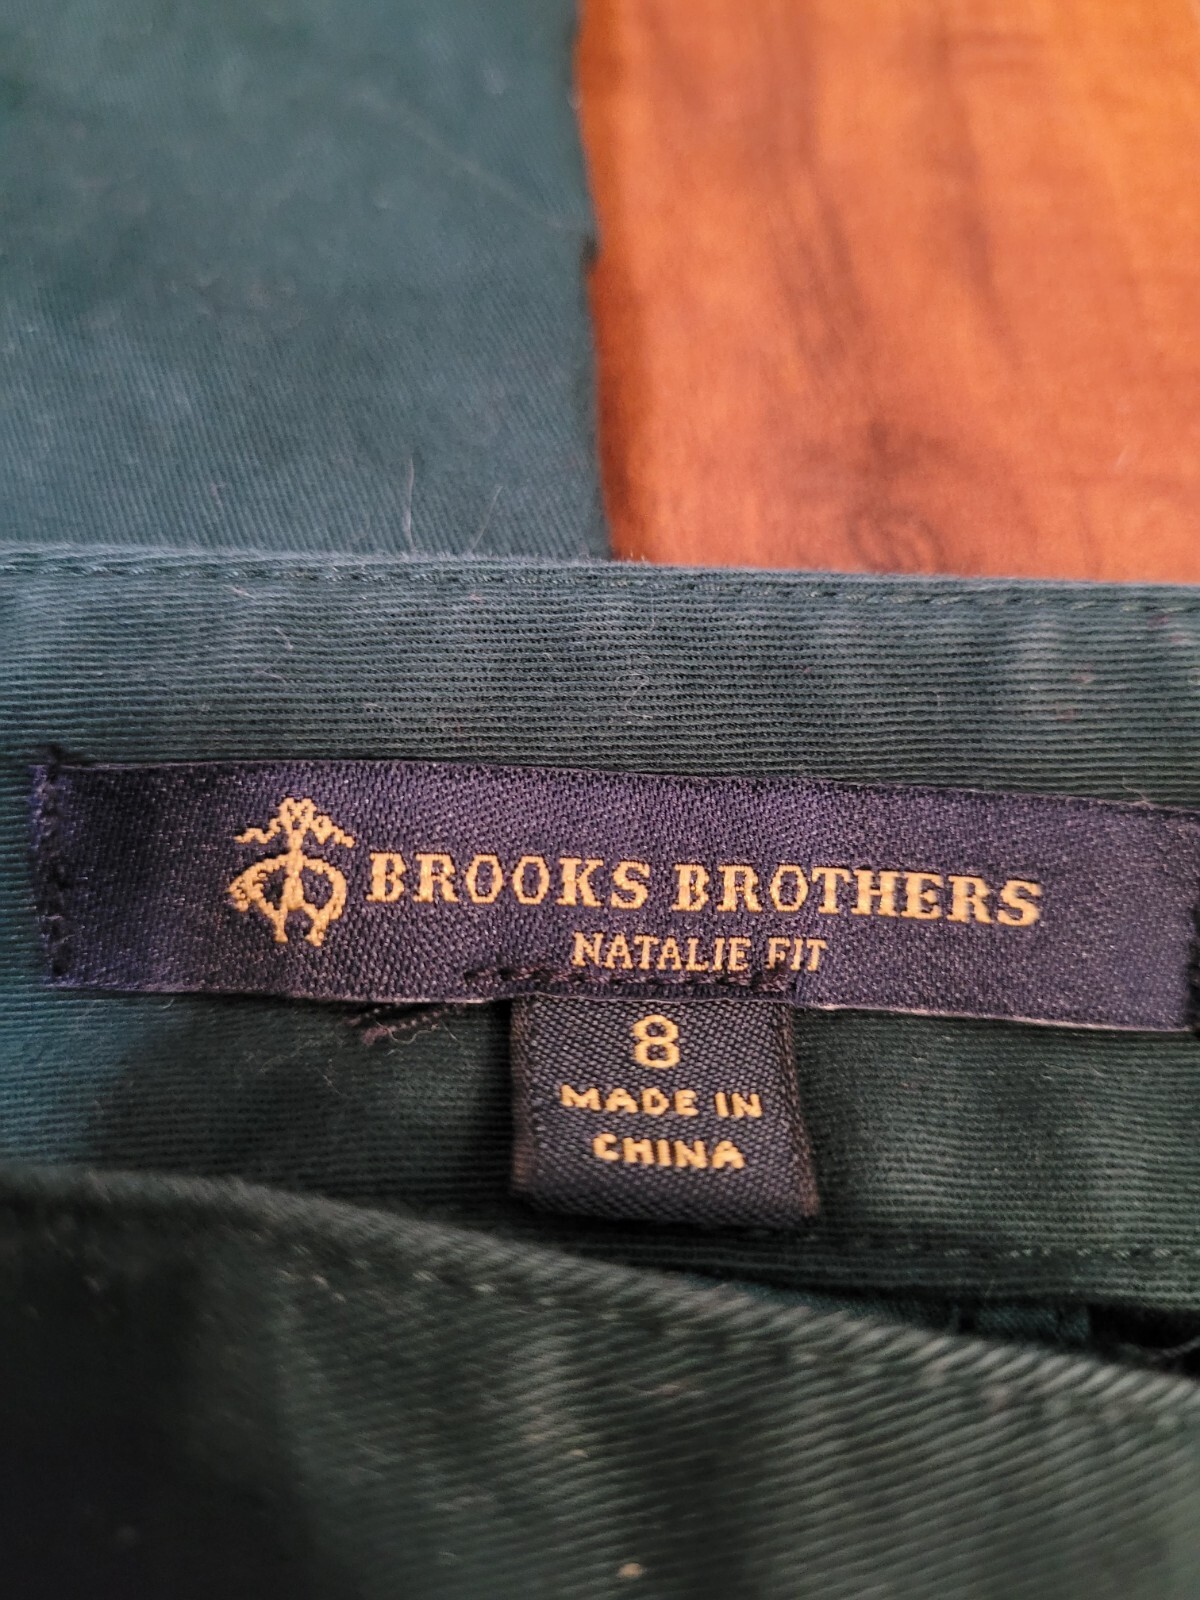 BROOKS BROTHERS
NATALIE FIT
8
MADE IN
CHINA